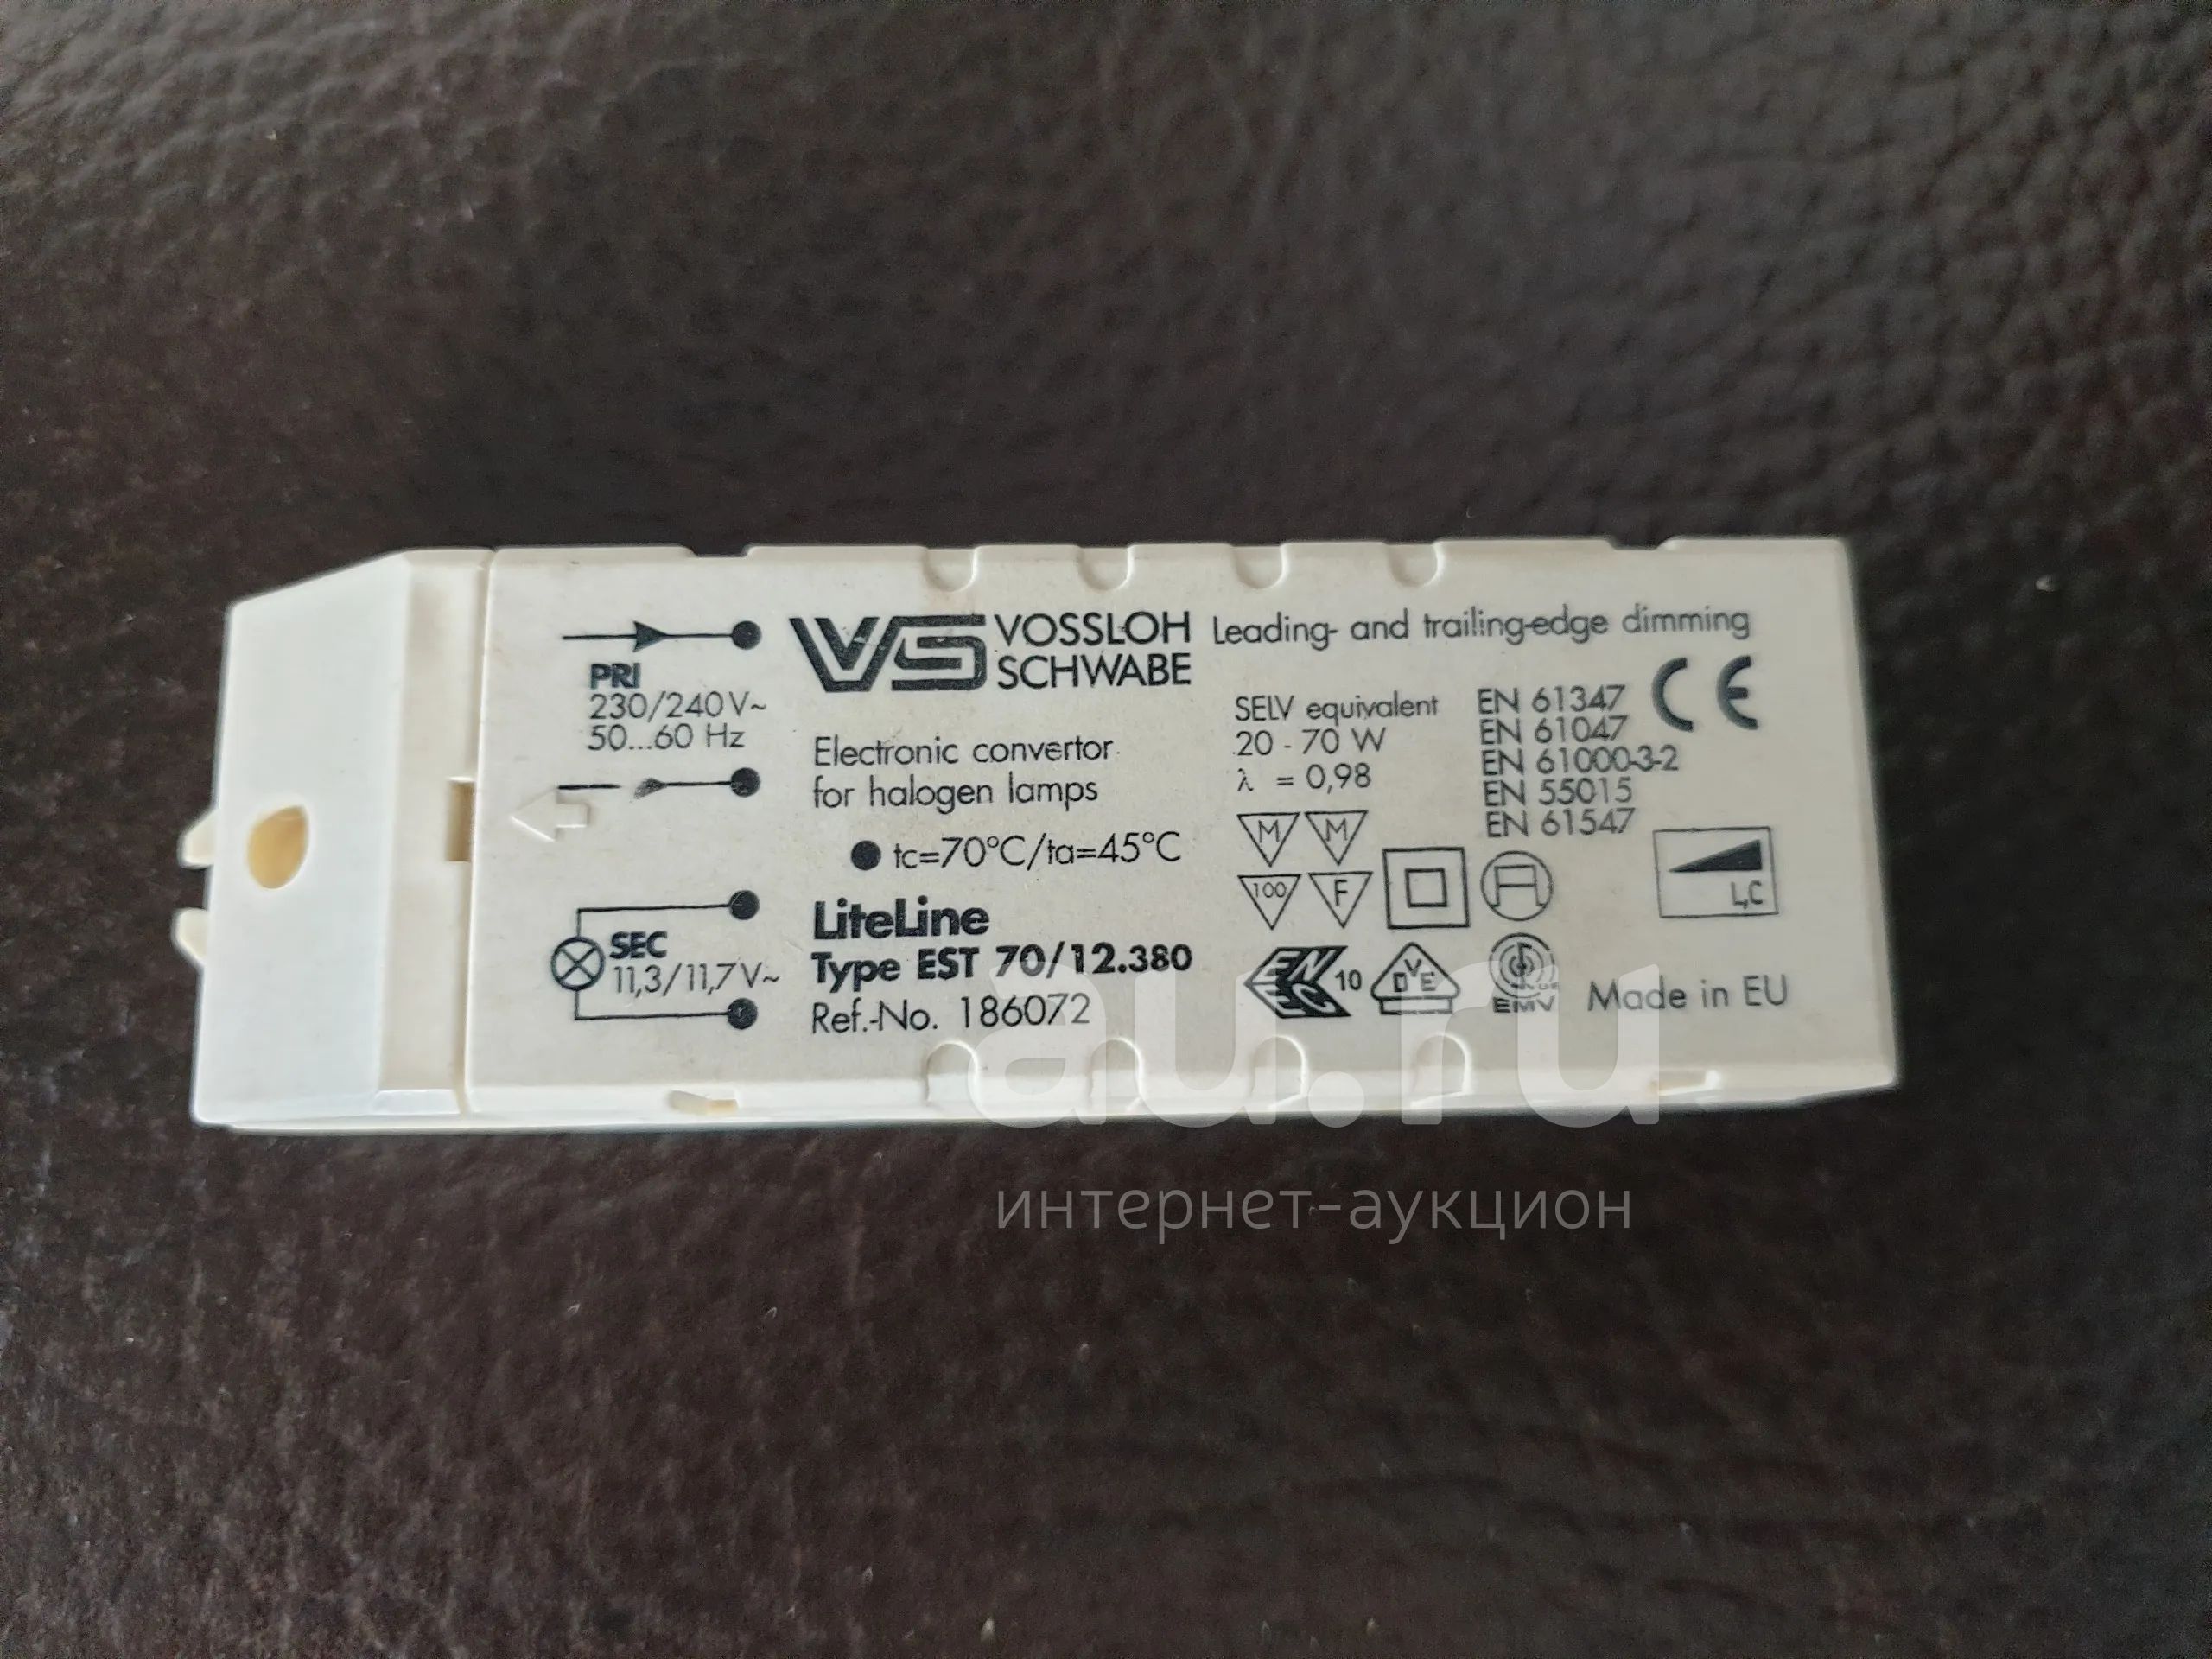 VS VOSSLOH SCHWABE
Leading- and trailing-edge dimming
PRI
230/240V~
50...60 Hz
Electronic convertor
for halogen lamps
tc=70°C/ta=45°C
SEC
11,3/11,7V~
LiteLine
Type EST 70/12.380
Ref.-No. 186072
SELV equivalent
20 - 70 W
λ = 0,98
M M
100 F
EN 61347
EN 61047
EN 61000-3-2
EN 55015
EN 61547
CE
L,C
ENEC 10
DVE
EMV
Made in EU
au.ru
интернет-аукцион